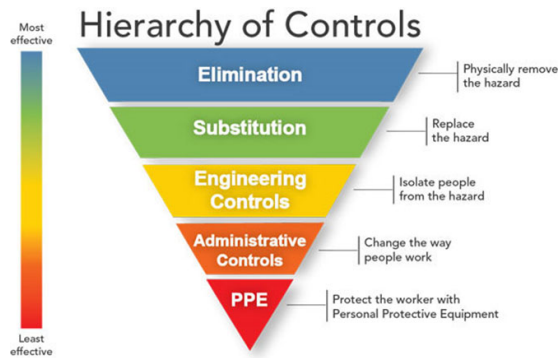 Hierarchy of Controls
Most
effective
Elimination
Physically remove
the hazard
Substitution
Replace
the hazard
Engineering
Controls
Isolate people
from the hazard
Administrative
Controls
Change the way
people work
PPE
Protect the worker with
Personal Protective Equipment
Least
effective